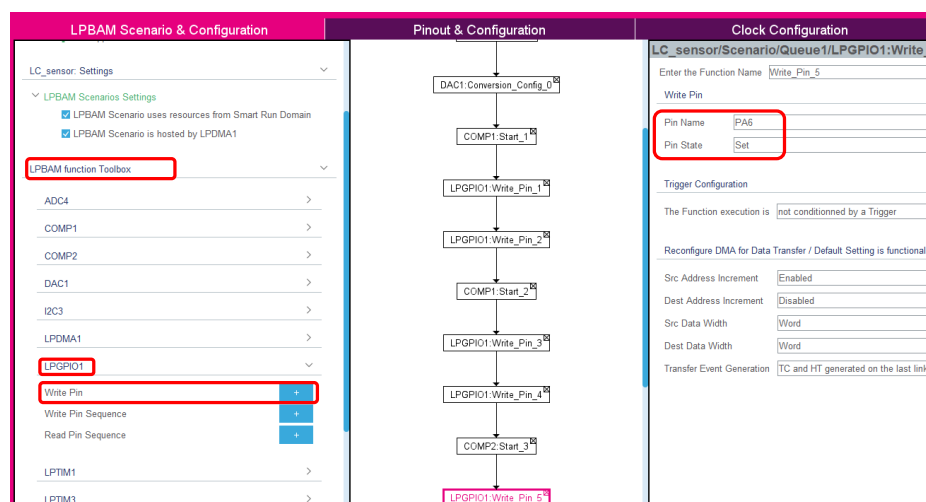 LPBAM Scenario & Configuration
Pinout & Configuration
Clock Configuration
LC_sensor: Settings
LPBAM Scenarios Settings
LPBAM Scenario uses resources from Smart Run Domain
LPBAM Scenario is hosted by LPDMA1
LPBAM function Toolbox
ADC4
COMP1
COMP2
DAC1
I2C3
LPDMA1
LPGPIO1
Write Pin +
Write Pin Sequence +
Read Pin Sequence +
LPTIM1
LPTIM3
DAC1:Conversion_Config_0
COMP1:Start_1
LPGPIO1:Write_Pin_1
LPGPIO1:Write_Pin_2
COMP1:Start_2
LPGPIO1:Write_Pin_3
LPGPIO1:Write_Pin_4
COMP2:Start_3
LPGPIO1:Write_Pin_5
LC_sensor/Scenario/Queue1/LPGPIO1:Write_
Enter the Function Name Write_Pin_5
Write Pin
Pin Name PA6
Pin State Set
Trigger Configuration
The Function execution is not conditionned by a Trigger
Reconfigure DMA for Data Transfer / Default Setting is functional
Src Address Increment Enabled
Dest Address Increment Disabled
Src Data Width Word
Dest Data Width Word
Transfer Event Generation TC and HT generated on the last link